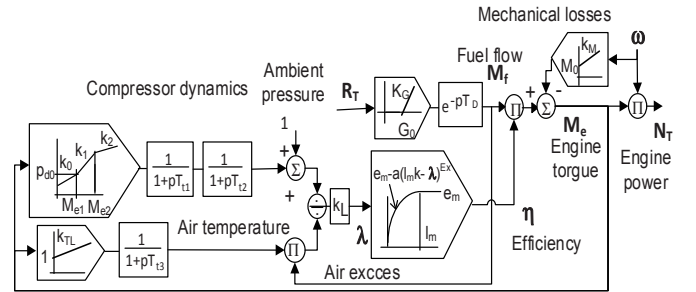 Mechanical losses
k_M
M_0
ω
Fuel flow
M_f
Ambient
pressure
1
Compressor dynamics
R_T
K_G
G_0
e^-pT_D
Π
+
-
Σ
Π
M_e
Engine
torgue
N_T
Engine
power
p_d0
k_0
k_1
k_2
M_e1
M_e2
1
1+pT_t1
1
1+pT_t2
+
Σ
+
÷
k_L
λ
e_m-a(l_mk-λ)^Ex
e_m
l_m
η
Efficiency
Air temperature
1
k_TL
1
1+pT_t3
Π
Air excces